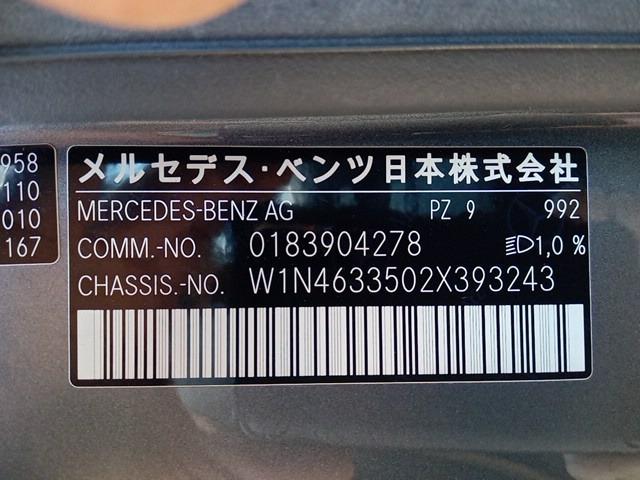 958
110
010
167
メルセデス・ベンツ日本株式会社
MERCEDES-BENZ AG PZ 9 992
COMM.-NO. 0183904278 1,0 %
CHASSIS.-NO. W1N4633502X393243